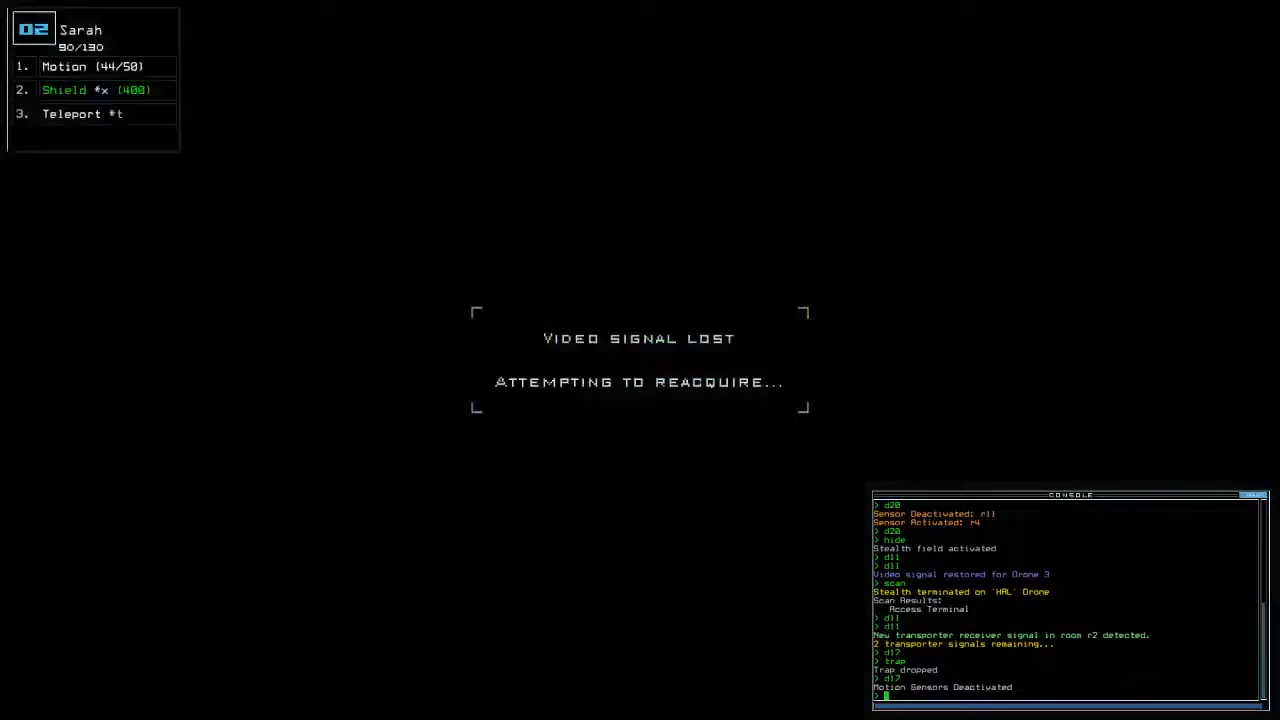 02 Sarah
90/130
1. Motion (44/50)
2. Shield *x (400)
3. Teleport *t
VIDEO SIGNAL LOST
ATTEMPTING TO REACQUIRE...
CONSOLE
> d20
Sensor Deactivated: r11
Sensor Activated: r4
> d20
> hide
Stealth field activated
> d11
> d11
Video signal restored for Drone 3
> scan
Stealth terminated on 'HAL' Drone
Scan Results:
Access Terminal
> d11
> d11
New transporter receiver signal in room r2 detected.
2 transporter signals remaining...
> d17
> trap
Trap dropped
> d17
Motion Sensors Deactivated
>